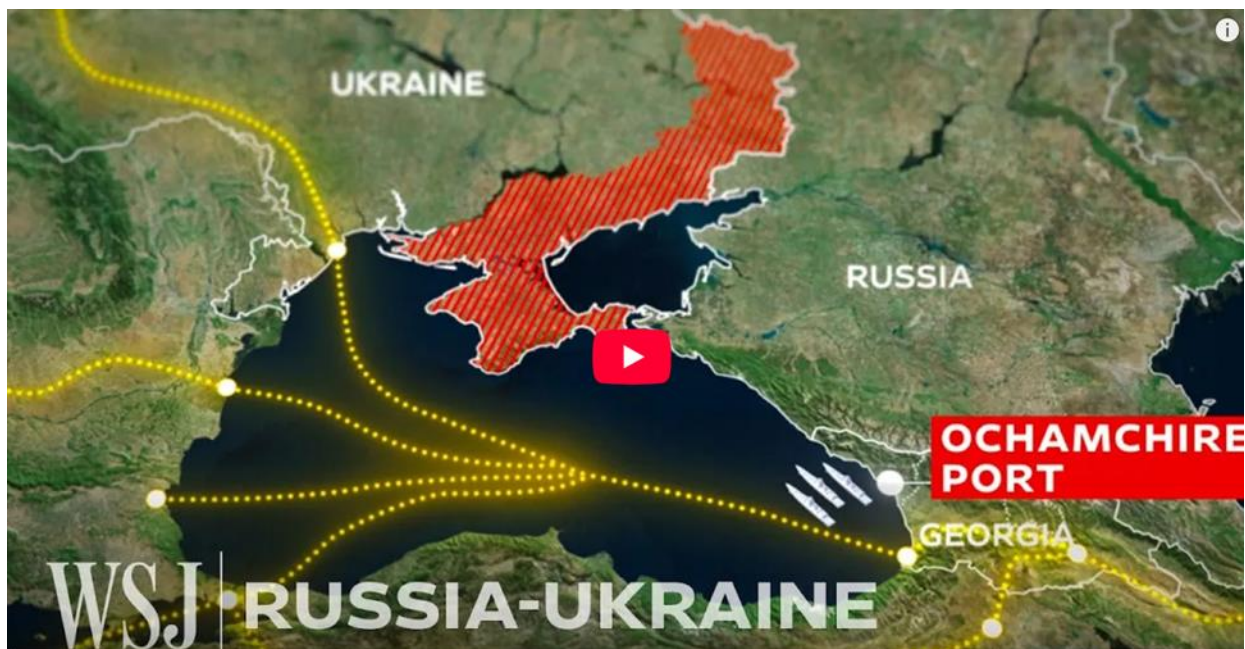 UKRAINE
RUSSIA
OCHAMCHIRE
PORT
GEORGIA
WSJ
RUSSIA-UKRAINE